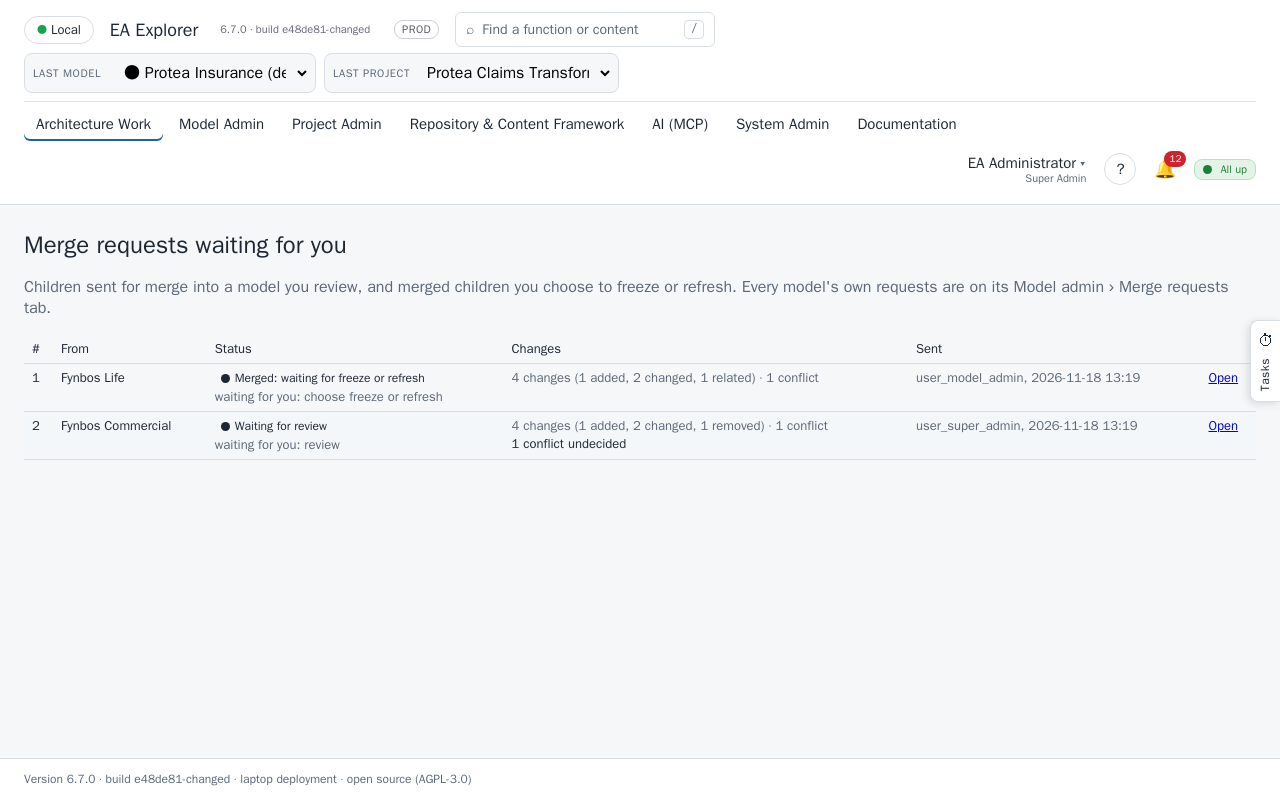 Local
EA Explorer
6.7.0 · build e48de81-changed
PROD
Find a function or content
/
LAST MODEL
Protea Insurance (de
LAST PROJECT
Protea Claims Transfor
Architecture Work
Model Admin
Project Admin
Repository & Content Framework
AI (MCP)
System Admin
Documentation
EA Administrator
Super Admin
?
12
All up
Merge requests waiting for you
Children sent for merge into a model you review, and merged children you choose to freeze or refresh. Every model's own requests are on its Model admin › Merge requests
tab.
# From Status Changes Sent
1 Fynbos Life Merged: waiting for freeze or refresh 4 changes (1 added, 2 changed, 1 related) · 1 conflict user_model_admin, 2026-11-18 13:19 Open
waiting for you: choose freeze or refresh
2 Fynbos Commercial Waiting for review 4 changes (1 added, 2 changed, 1 removed) · 1 conflict user_super_admin, 2026-11-18 13:19 Open
waiting for you: review 1 conflict undecided
Tasks
Version 6.7.0 · build e48de81-changed · laptop deployment · open source (AGPL-3.0)